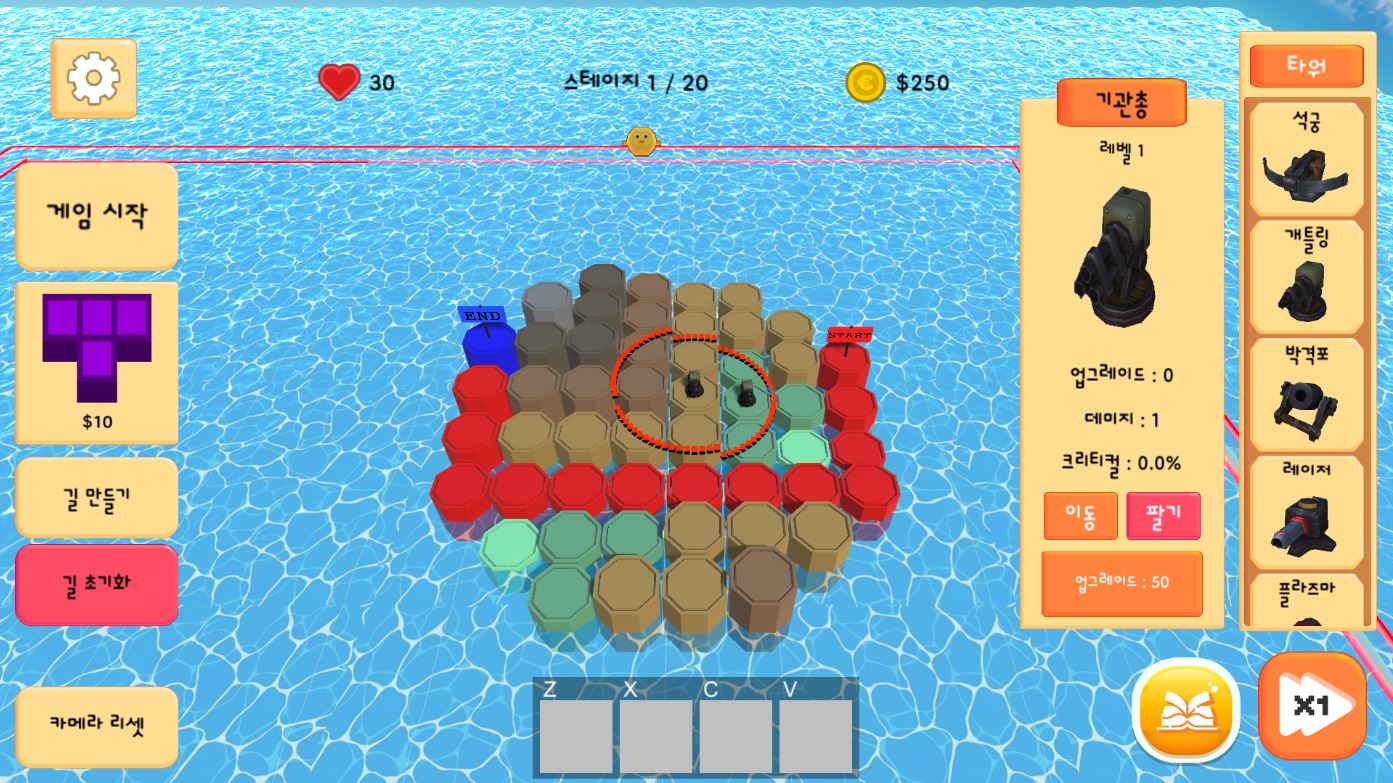 30
스테이지 1 / 20
$250
게임 시작
$10
길 만들기
길 초기화
카메라 리셋
END
START
Z X C V
기관총
레벨 1
업그레이드 : 0
데미지 : 1
크리티컬 : 0.0%
이동
팔기
업그레이드 : 50
타워
석궁
개틀링
박격포
레이저
플라즈마
X1